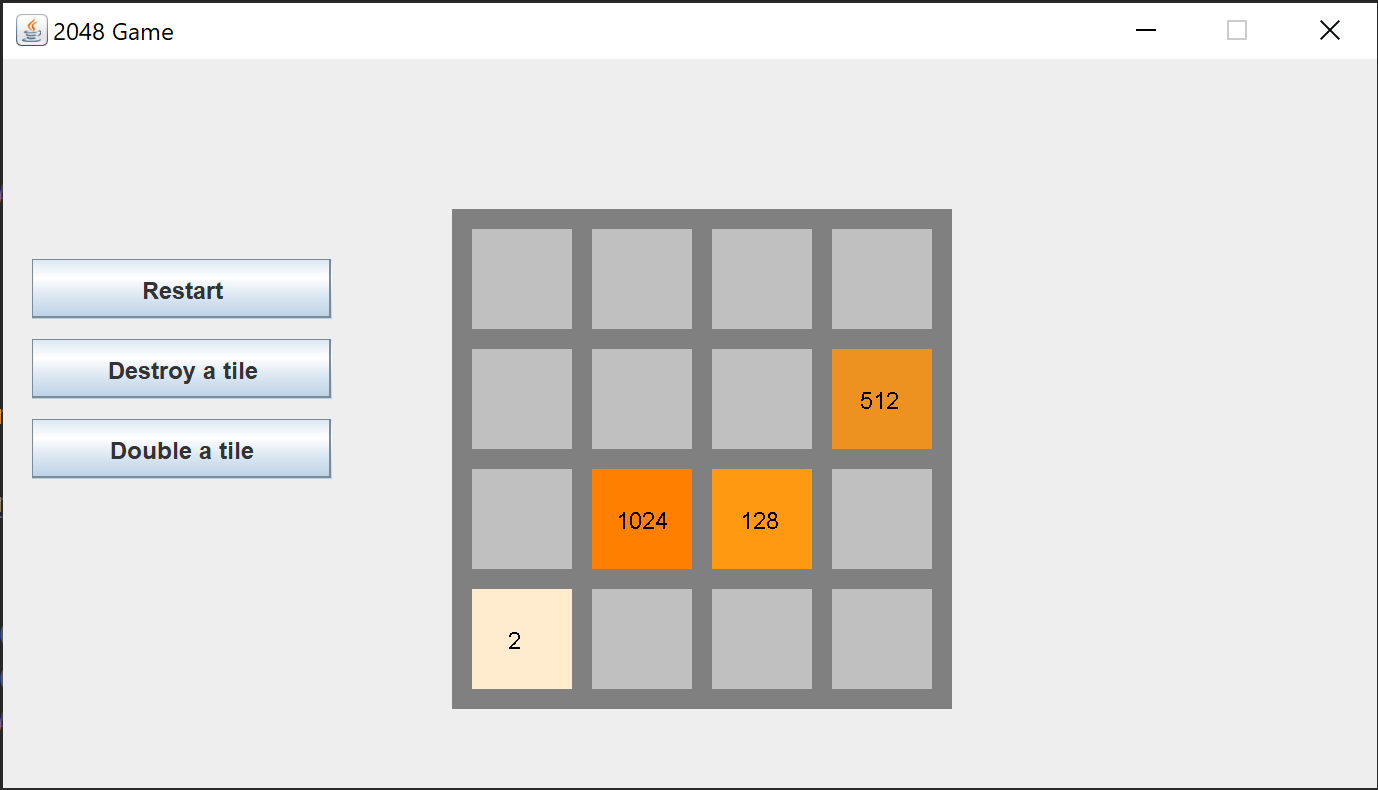 2048 Game
Restart
Destroy a tile
Double a tile
512
1024 128
2